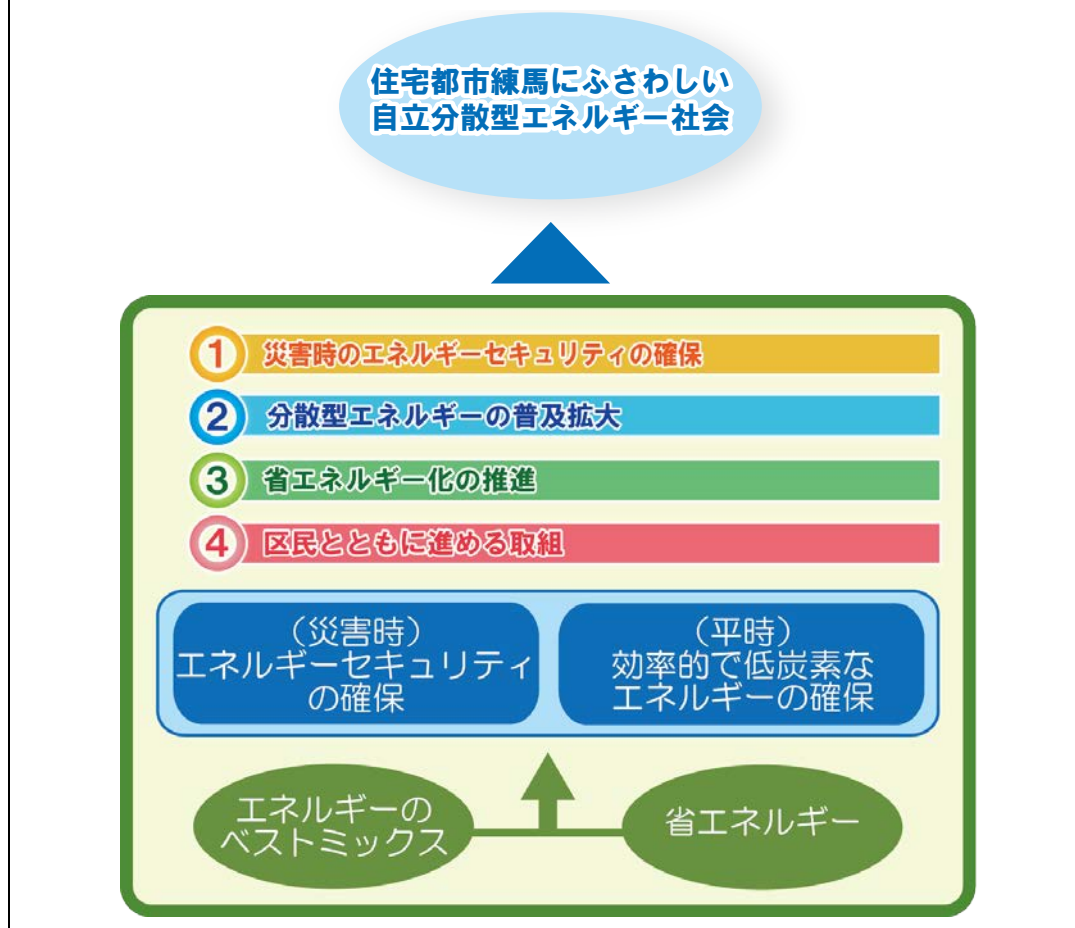 住宅都市練馬にふさわしい
自立分散型エネルギー社会
① 災害時のエネルギーセキュリティの確保
② 分散型エネルギーの普及拡大
③ 省エネルギー化の推進
④ 区民とともに進める取組
（災害時）
エネルギーセキュリティ
の確保
（平時）
効率的で低炭素な
エネルギーの確保
エネルギーの
ベストミックス
省エネルギー